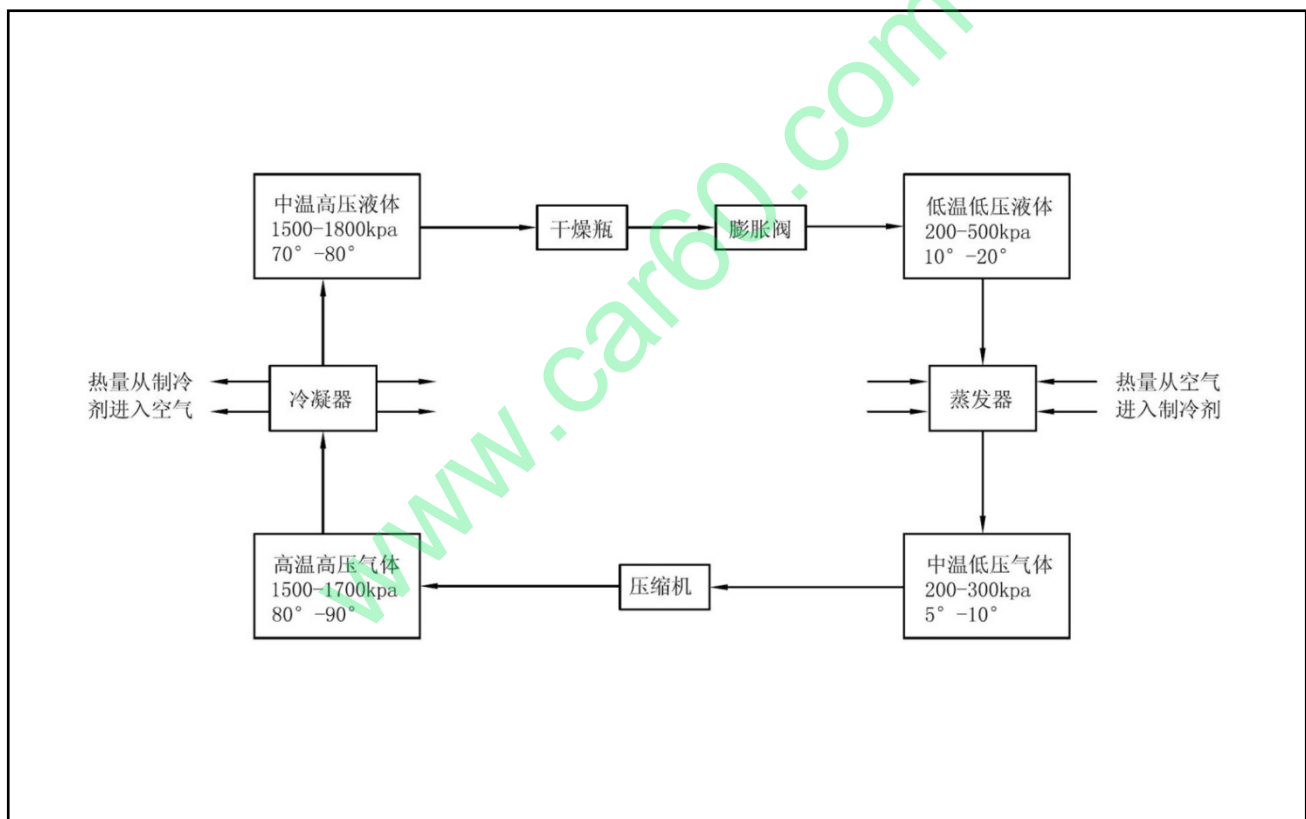 中温高压液体
1500-1800kpa
70° -80°
干燥瓶
膨胀阀
低温低压液体
200-500kpa
10° -20°
热量从制冷
剂进入空气
冷凝器
蒸发器
热量从空气
进入制冷剂
高温高压气体
1500-1700kpa
80° -90°
压缩机
中温低压气体
200-300kpa
5° -10°
www.car60.com